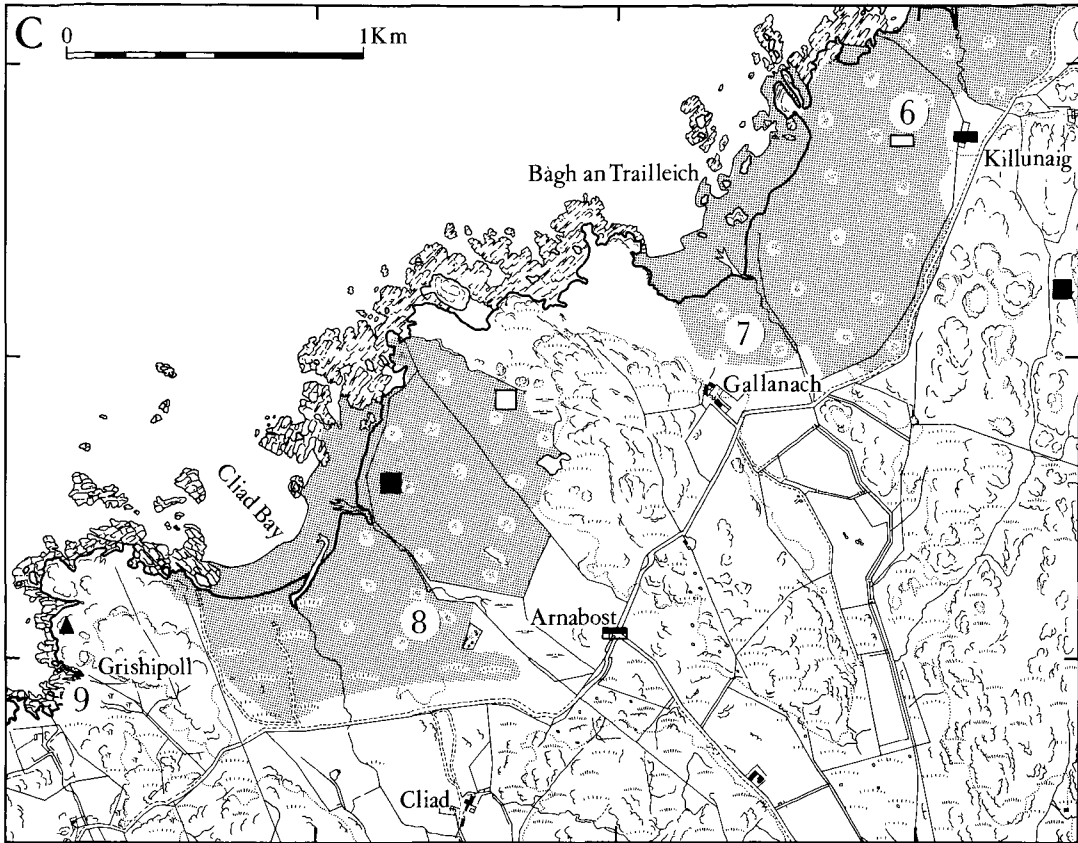 C
0 1Km
6
Killunaig
Bàgh an Trailleich
7
Gallanach
Cliad Bay
8
Arnabost
Grishipoll
9
Cliad